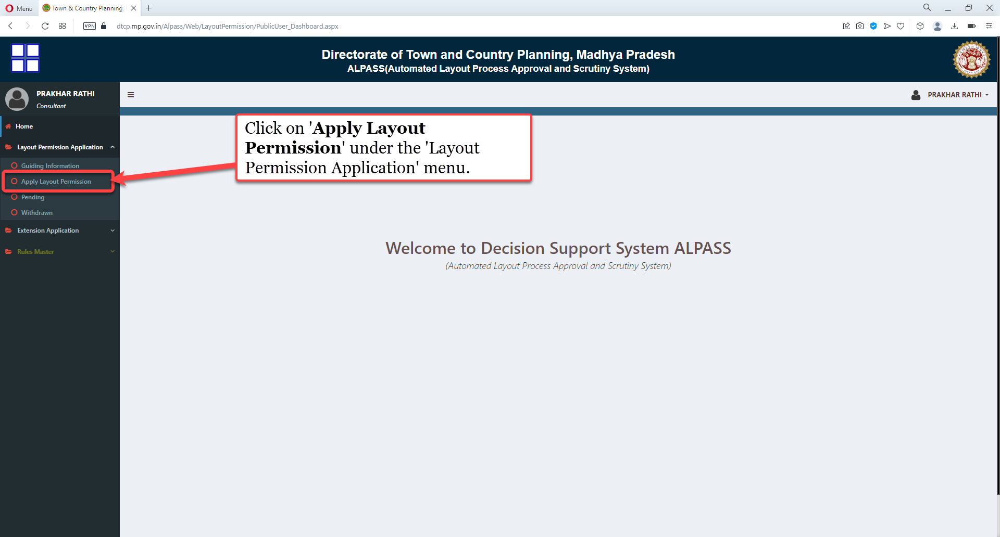 Menu
Town & Country Planning,
VPN
dtcp.mp.gov.in/Alpass/Web/LayoutPermission/PublicUser_Dashboard.aspx
Directorate of Town and Country Planning, Madhya Pradesh
ALPASS(Automated Layout Process Approval and Scrutiny System)
PRAKHAR RATHI
Consultant
PRAKHAR RATHI
Home
Layout Permission Application
Guiding Information
Apply Layout Permission
Pending
Withdrawn
Extension Application
Rules Master
Click on 'Apply Layout
Permission' under the 'Layout
Permission Application' menu.
Welcome to Decision Support System ALPASS
(Automated Layout Process Approval and Scrutiny System)